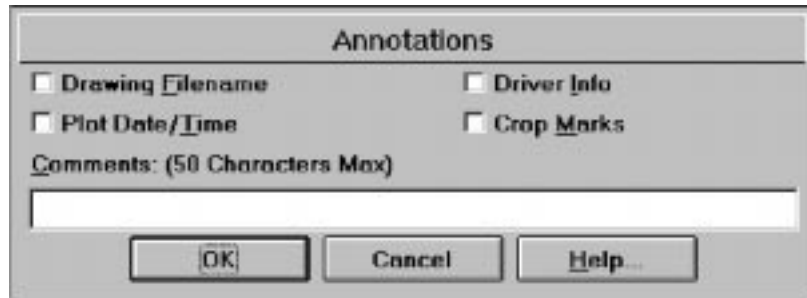 Annotations
Drawing Filename
Driver Info
Plot Date/Time
Crop Marks
Comments: (50 Characters Max)
OK Cancel Help...